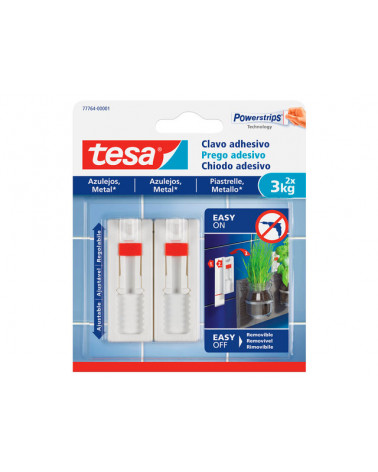 77764-00001
Powerstrips
Technology
tesa
Clavo adhesivo
Prego adesivo
Chiodo adesivo
Azulejos,
Metal*
Azulejos,
Metal*
Piastrelle,
Metallo*
2x
3kg
Ajustable • Ajustável • Regolabile
EASY
ON
EASY
OFF
Removible
Removível
Rimovibile